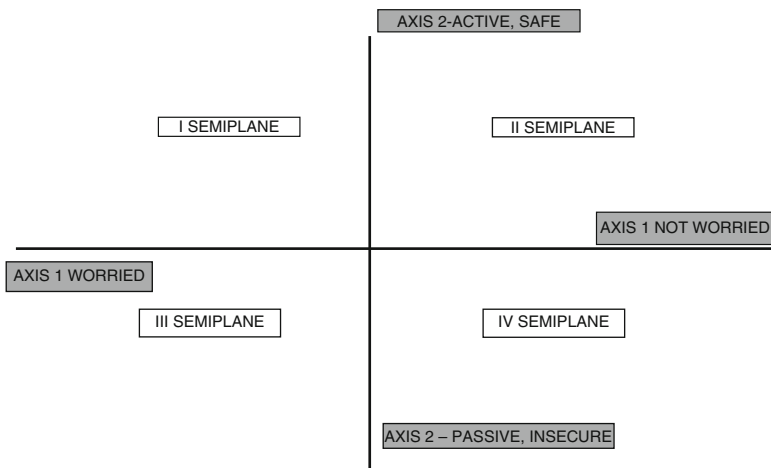 AXIS 2-ACTIVE, SAFE
I SEMIPLANE
II SEMIPLANE
AXIS 1 NOT WORRIED
AXIS 1 WORRIED
III SEMIPLANE
IV SEMIPLANE
AXIS 2 – PASSIVE, INSECURE